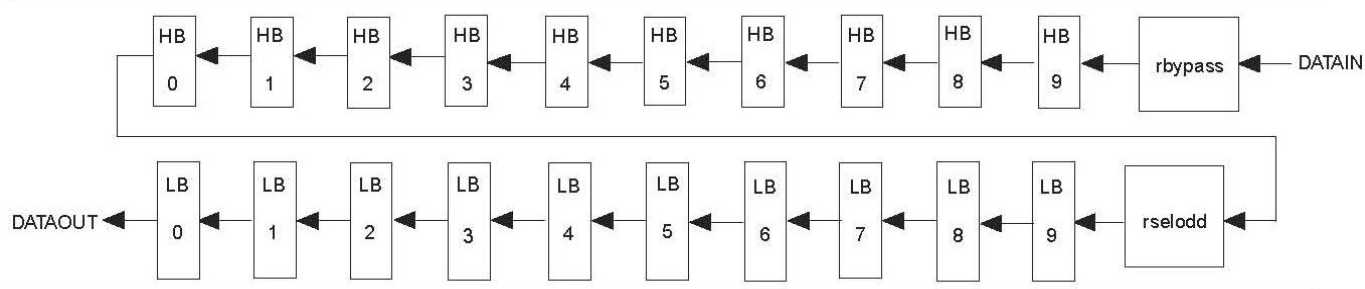 HB HB HB HB HB HB HB HB HB HB
0 1 2 3 4 5 6 7 8 9 rbypass DATAIN
LB LB LB LB LB LB LB LB LB LB
DATAOUT 0 1 2 3 4 5 6 7 8 9 rselodd